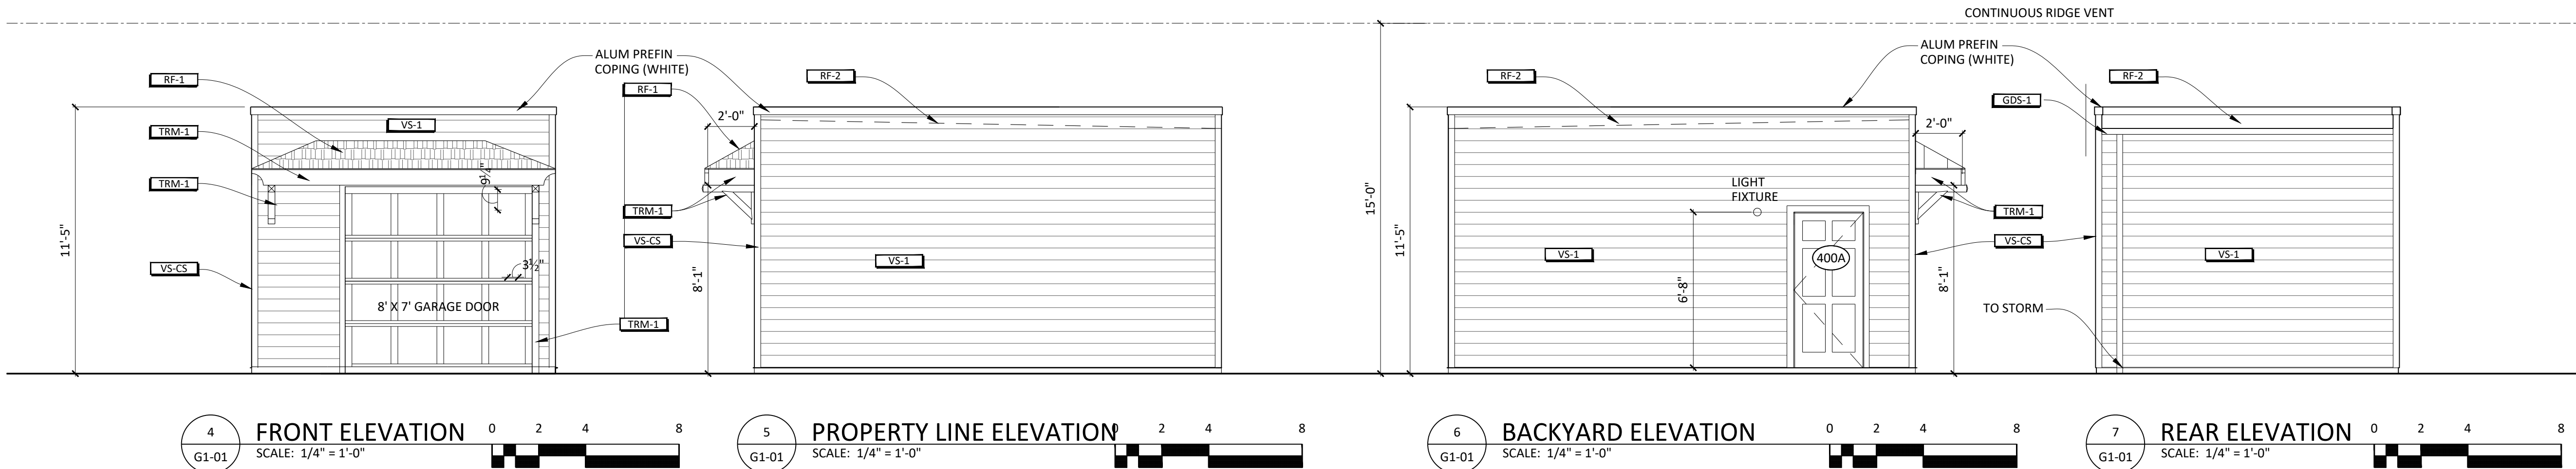 CONTINUOUS RIDGE VENT
ALUM PREFIN
COPING (WHITE)
RF-1
VS-1
TRM-1
TRM-1
VS-CS
11'-5"
9¼"
3½"
8' X 7' GARAGE DOOR
TRM-1
4
G1-01
FRONT ELEVATION
SCALE: 1/4" = 1'-0"
0 2 4 8
RF-1
RF-2
2'-0"
TRM-1
VS-CS
VS-1
8'-1"
5
G1-01
PROPERTY LINE ELEVATION
SCALE: 1/4" = 1'-0"
0 2 4 8
15'-0"
11'-5"
RF-2
ALUM PREFIN
COPING (WHITE)
2'-0"
LIGHT
FIXTURE
VS-1
400A
6'-8"
8'-1"
TRM-1
VS-CS
6
G1-01
BACKYARD ELEVATION
SCALE: 1/4" = 1'-0"
0 2 4 8
RF-2
GDS-1
VS-1
TO STORM
7
G1-01
REAR ELEVATION
SCALE: 1/4" = 1'-0"
0 2 4 8